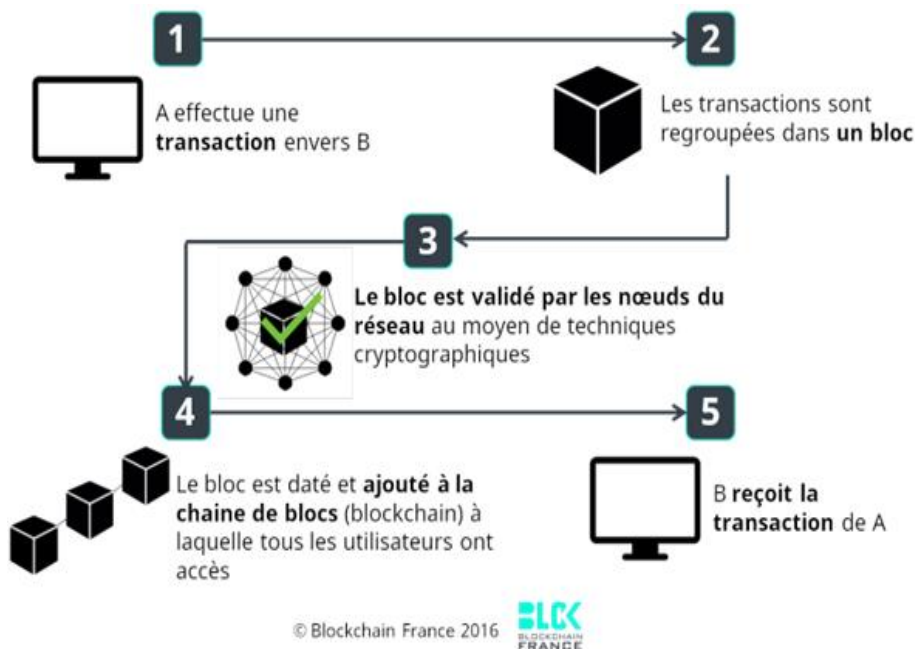 1
2
A effectue une
transaction envers B
Les transactions sont
regroupées dans un bloc
3
Le bloc est validé par les nœuds du
réseau au moyen de techniques
cryptographiques
4
5
Le bloc est daté et ajouté à la
chaine de blocs (blockchain) à
laquelle tous les utilisateurs ont
accès
B reçoit la
transaction de A
© Blockchain France 2016
BLCK
BLOCKCHAIN
FRANCE